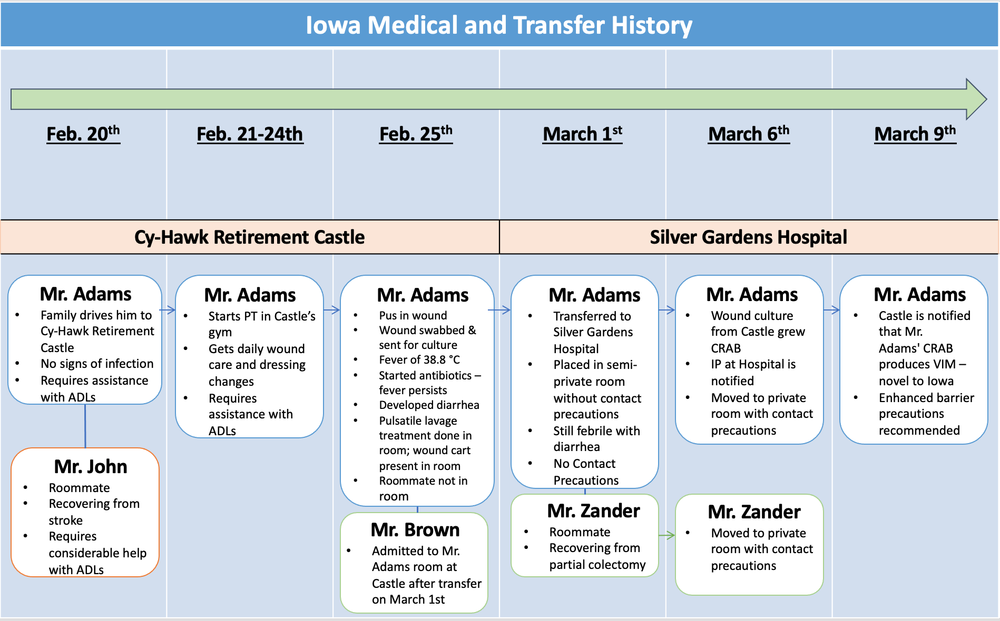 Iowa Medical and Transfer History
Feb. 20th
Feb. 21-24th
Feb. 25th
March 1st
March 6th
March 9th
Cy-Hawk Retirement Castle
Silver Gardens Hospital
Mr. Adams
• Family drives him to
Cy-Hawk Retirement
Castle
• No signs of infection
• Requires assistance
with ADLs
Mr. John
• Roommate
• Recovering from
stroke
• Requires
considerable help
with ADLs
Mr. Adams
• Starts PT in Castle’s
gym
• Gets daily wound
care and dressing
changes
• Requires
assistance with
ADLs
Mr. Adams
• Pus in wound
• Wound swabbed &
sent for culture
• Fever of 38.8 °C
• Started antibiotics –
fever persists
• Developed diarrhea
• Pulsatile lavage
treatment done in
room; wound cart
present in room
• Roommate not in
room
Mr. Brown
• Admitted to Mr.
Adams room at
Castle after transfer
on March 1st
Mr. Adams
• Transferred to
Silver Gardens
Hospital
• Placed in semi-
private room
without contact
precautions
• Still febrile with
diarrhea
• No Contact
Precautions
Mr. Zander
• Roommate
• Recovering from
partial colectomy
Mr. Adams
• Wound culture
from Castle grew
CRAB
• IP at Hospital is
notified
• Moved to private
room with contact
precautions
Mr. Zander
• Moved to private
room with contact
precautions
Mr. Adams
• Castle is notified
that Mr.
Adams' CRAB
produces VIM –
novel to Iowa
• Enhanced barrier
precautions
recommended